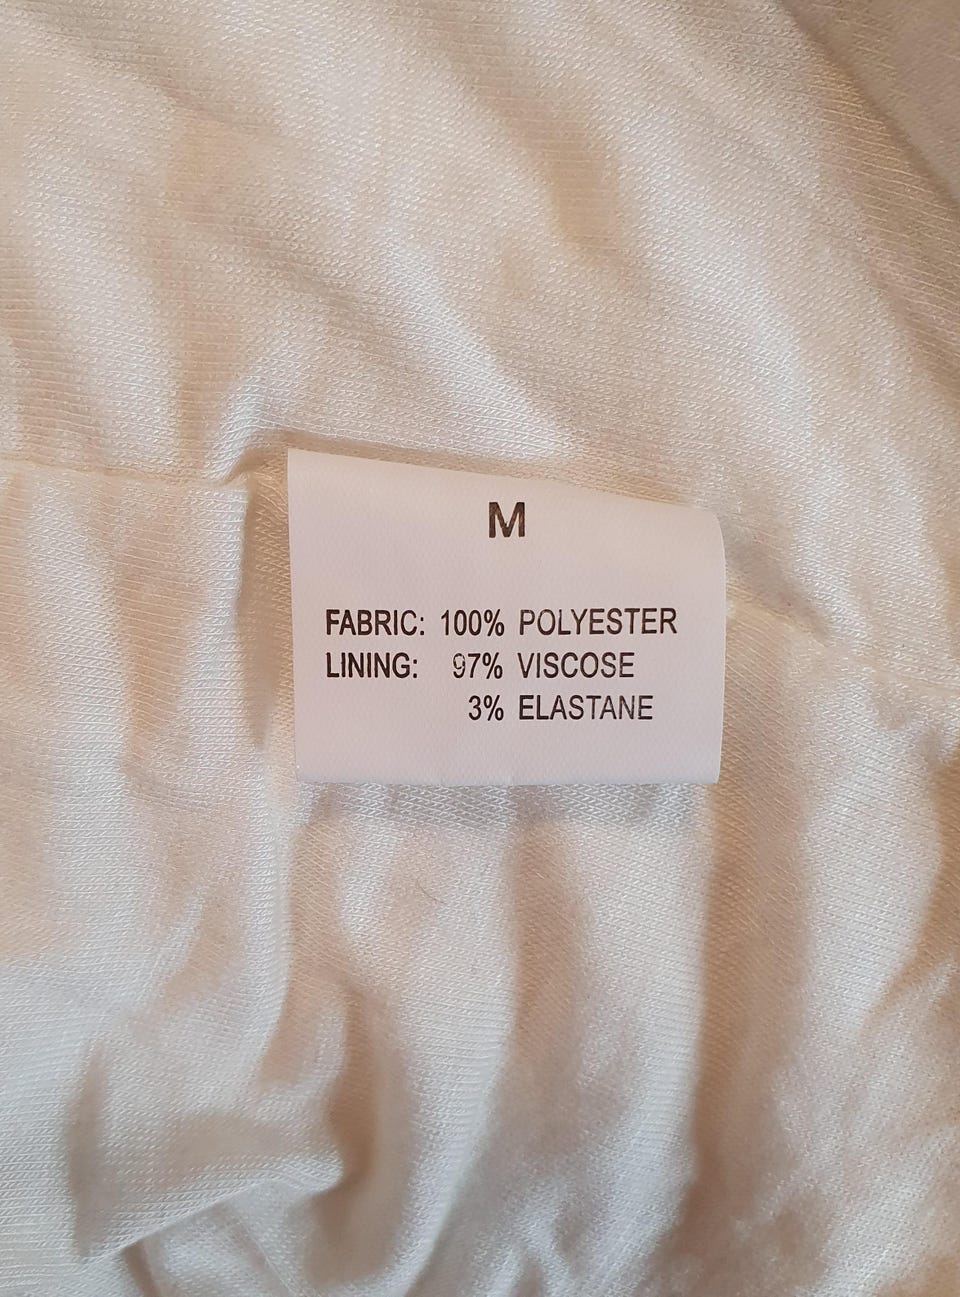 M
FABRIC: 100% POLYESTER
LINING: 97% VISCOSE
3% ELASTANE